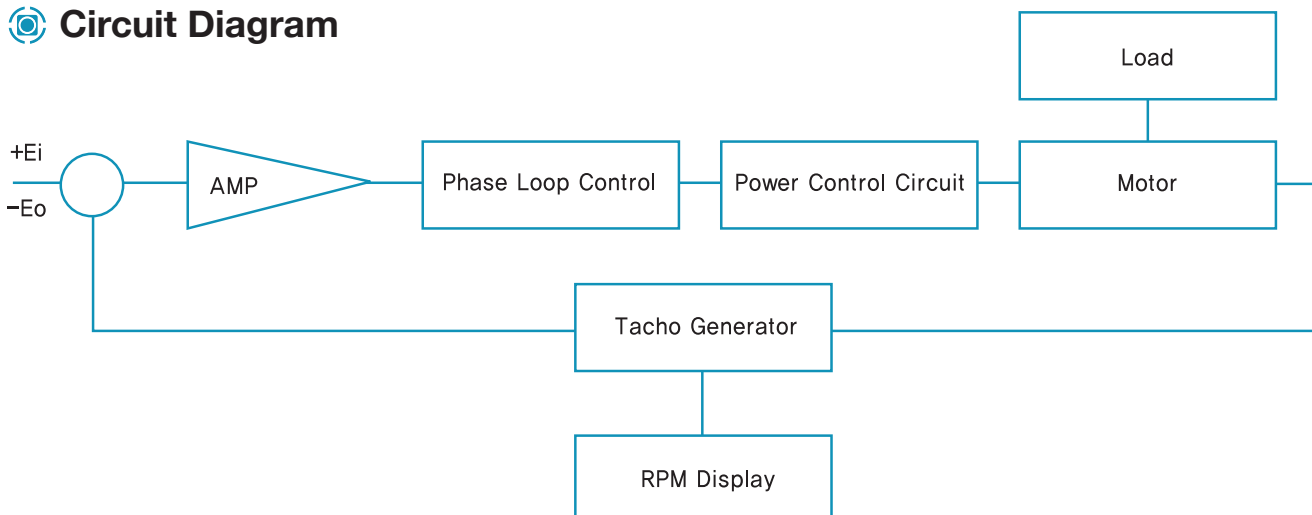 Circuit Diagram
Load
+Ei
-Eo
AMP
Phase Loop Control
Power Control Circuit
Motor
Tacho Generator
RPM Display